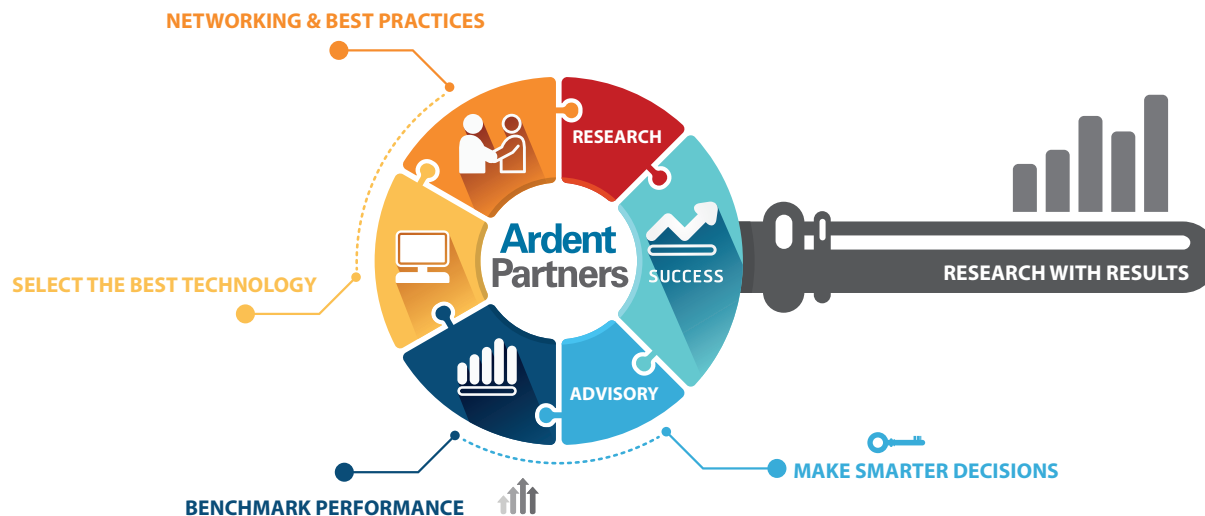 NETWORKING & BEST PRACTICES
RESEARCH
Ardent
Partners
SUCCESS
RESEARCH WITH RESULTS
SELECT THE BEST TECHNOLOGY
ADVISORY
MAKE SMARTER DECISIONS
BENCHMARK PERFORMANCE